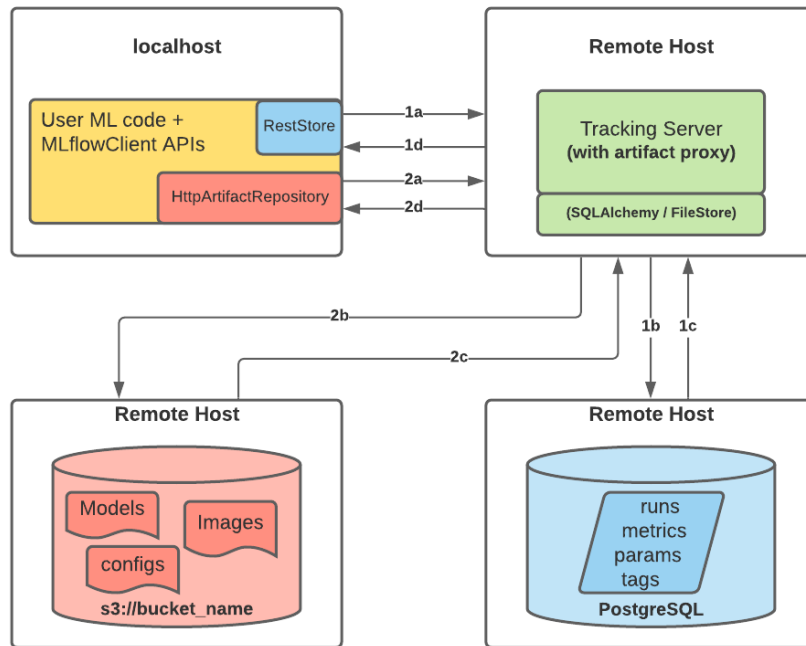 localhost
User ML code +
MLflowClient APIs
RestStore
HttpArtifactRepository
1a
1d
2a
2d
Remote Host
Tracking Server
(with artifact proxy)
(SQLAlchemy / FileStore)
2b
2c
1b
1c
Remote Host
Models
Images
configs
s3://bucket_name
Remote Host
runs
metrics
params
tags
PostgreSQL